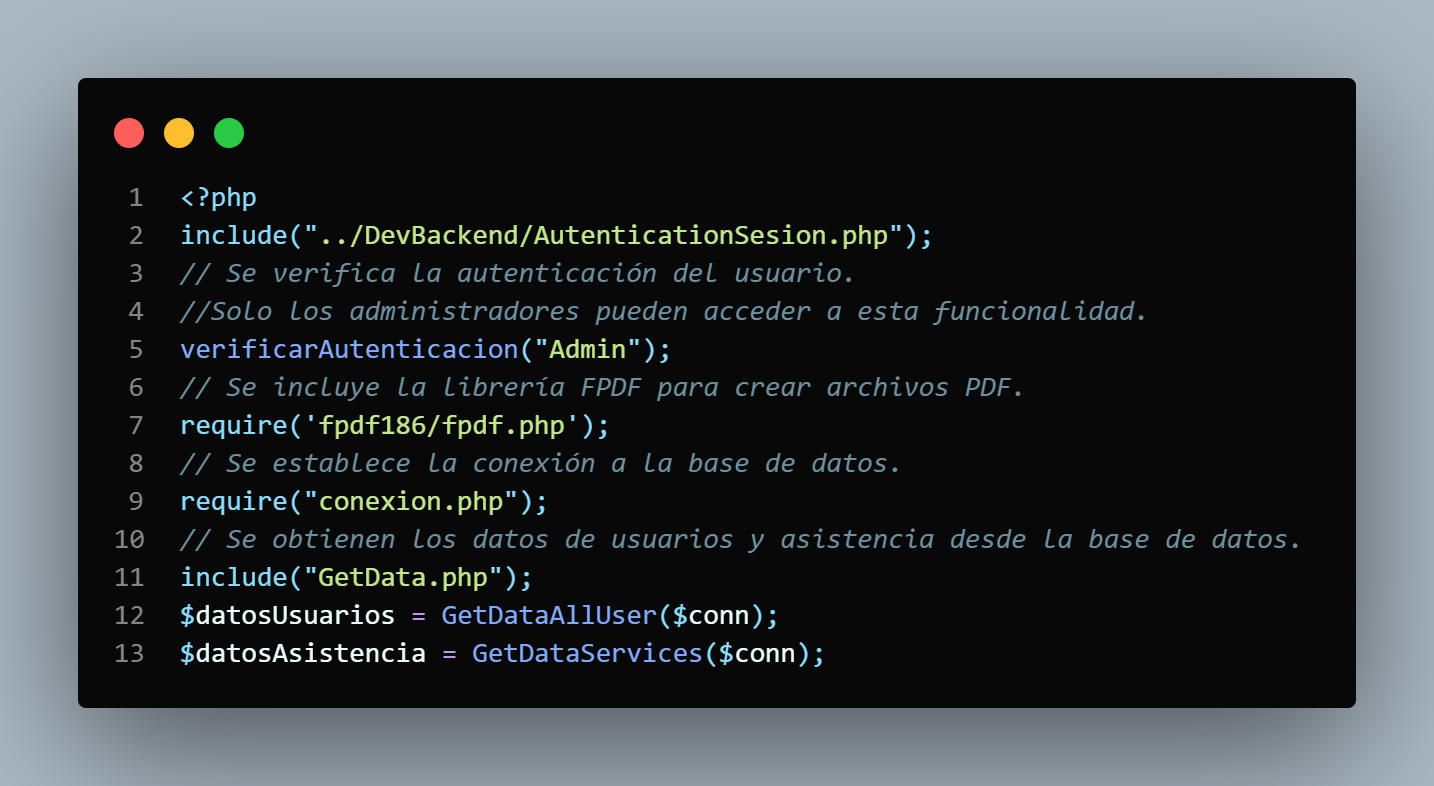 1 <?php
2 include("../DevBackend/AutenticationSesion.php");
3 // Se verifica la autenticación del usuario.
4 //Solo los administradores pueden acceder a esta funcionalidad.
5 verificarAutenticacion("Admin");
6 // Se incluye la librería FPDF para crear archivos PDF.
7 require('fpdf186/fpdf.php');
8 // Se establece la conexión a la base de datos.
9 require("conexion.php");
10 // Se obtienen los datos de usuarios y asistencia desde la base de datos.
11 include("GetData.php");
12 $datosUsuarios = GetDataAllUser($conn);
13 $datosAsistencia = GetDataServices($conn);